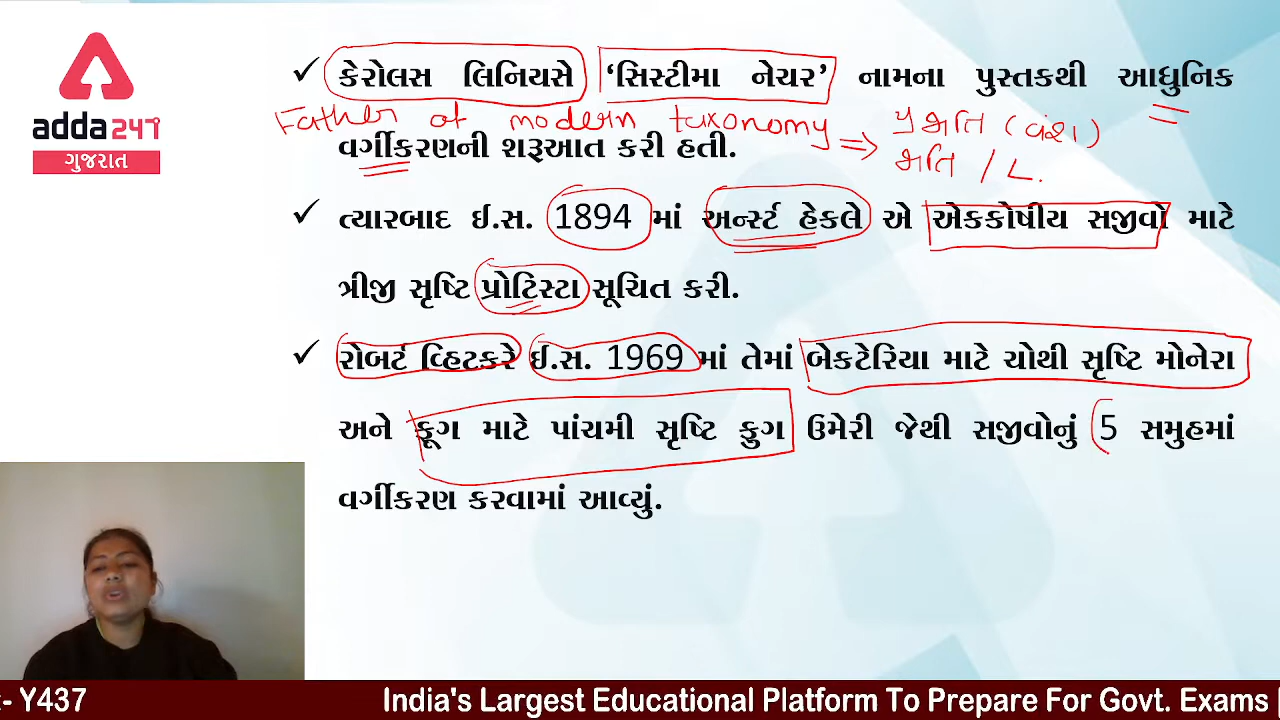 adda247
ગુજરાત
✓ કેરોલસ લિનિયસે ‘સિસ્ટીમા નેચર’ નામના પુસ્તકથી આધુનિક
Father of modern taxonomy ⇒ પ્રજાતિ (વંશ)
વર્ગીકરણની શરૂઆત કરી હતી.
જાતિ / L.
✓ ત્યારબાદ ઈ.સ. 1894 માં અર્ન્સ્ટ હેકલે એ એકકોષીય સજીવો માટે
ત્રીજી સૃષ્ટિ પ્રોટિસ્ટા સૂચિત કરી.
✓ રોબર્ટ વ્હિટકરે ઈ.સ. 1969 માં તેમાં બેકટેરિયા માટે ચોથી સૃષ્ટિ મોનેરા
અને ફૂગ માટે પાંચમી સૃષ્ટિ ફુગ ઉમેરી જેથી સજીવોનું 5 સમુહમાં
વર્ગીકરણ કરવામાં આવ્યું.
- Y437 India's Largest Educational Platform To Prepare For Govt. Exams |